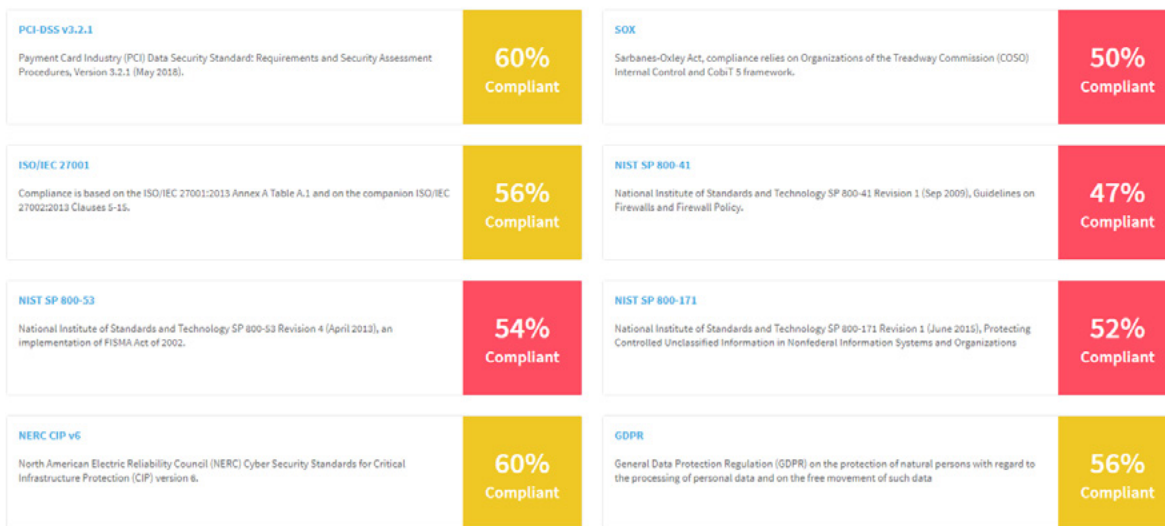 PCI-DSS v3.2.1
Payment Card Industry (PCI) Data Security Standard: Requirements and Security Assessment
Procedures, Version 3.2.1 (May 2018).
60%
Compliant
SOX
Sarbanes-Oxley Act, compliance relies on Organizations of the Treadway Commission (COSO)
Internal Control and CobiT 5 framework.
50%
Compliant
ISO/IEC 27001
Compliance is based on the ISO/IEC 27001:2013 Annex A Table A.1 and on the companion ISO/IEC
27002:2013 Clauses 5-15.
56%
Compliant
NIST SP 800-41
National Institute of Standards and Technology SP 800-41 Revision 1 (Sep 2009), Guidelines on
Firewalls and Firewall Policy.
47%
Compliant
NIST SP 800-53
National Institute of Standards and Technology SP 800-53 Revision 4 (April 2013), an
implementation of FISMA Act of 2002.
54%
Compliant
NIST SP 800-171
National Institute of Standards and Technology SP 800-171 Revision 1 (June 2015), Protecting
Controlled Unclassified Information in Nonfederal Information Systems and Organizations
52%
Compliant
NERC CIP v6
North American Electric Reliability Council (NERC) Cyber Security Standards for Critical
Infrastructure Protection (CIP) version 6.
60%
Compliant
GDPR
General Data Protection Regulation (GDPR) on the protection of natural persons with regard to
the processing of personal data and on the free movement of such data
56%
Compliant